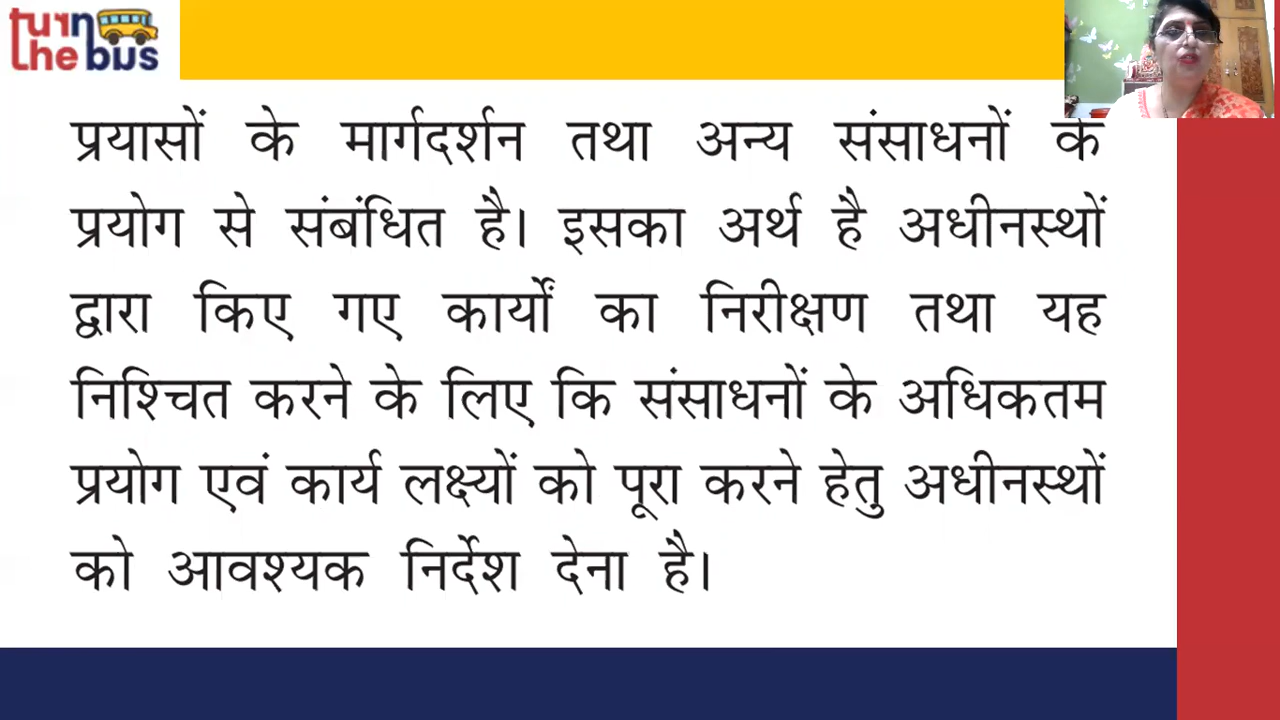 turn
the bus
प्रयासों के मार्गदर्शन तथा अन्य संसाधनों के
प्रयोग से संबंधित है। इसका अर्थ है अधीनस्थों
द्वारा किए गए कार्यों का निरीक्षण तथा यह
निश्चित करने के लिए कि संसाधनों के अधिकतम
प्रयोग एवं कार्य लक्ष्यों को पूरा करने हेतु अधीनस्थों
को आवश्यक निर्देश देना है।